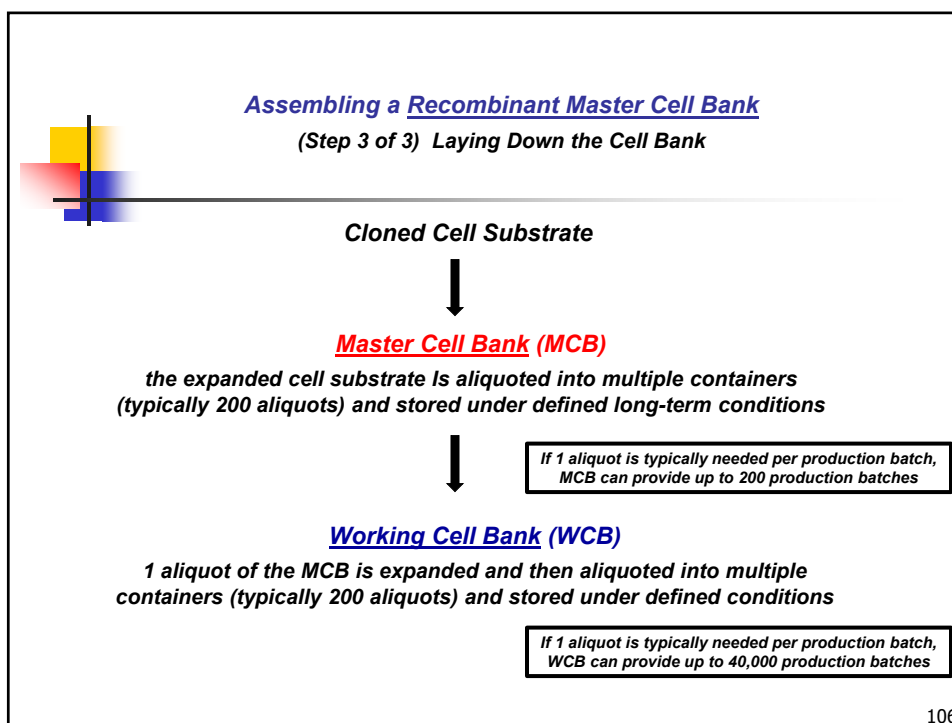 Assembling a Recombinant Master Cell Bank
(Step 3 of 3) Laying Down the Cell Bank
Cloned Cell Substrate
Master Cell Bank (MCB)
the expanded cell substrate Is aliquoted into multiple containers
(typically 200 aliquots) and stored under defined long-term conditions
If 1 aliquot is typically needed per production batch,
MCB can provide up to 200 production batches
Working Cell Bank (WCB)
1 aliquot of the MCB is expanded and then aliquoted into multiple
containers (typically 200 aliquots) and stored under defined conditions
If 1 aliquot is typically needed per production batch,
WCB can provide up to 40,000 production batches
106